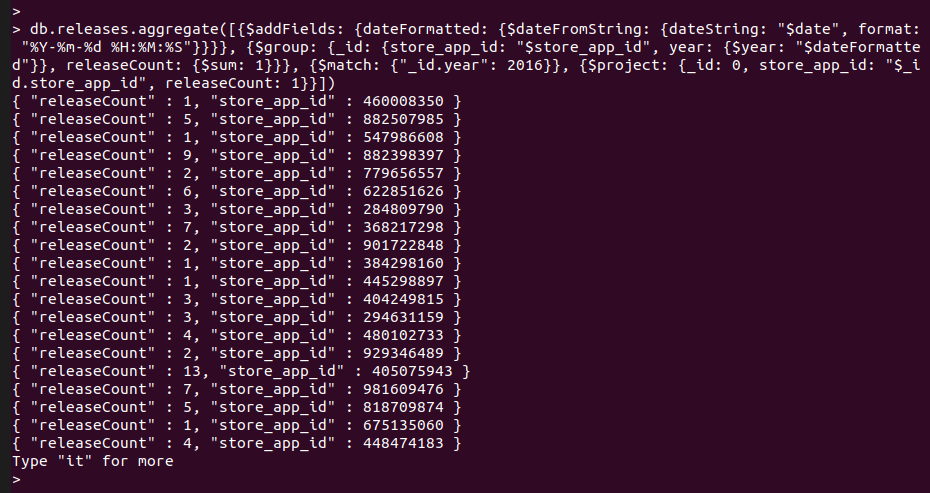 >
> db.releases.aggregate([{$addFields: {dateFormatted: {$dateFromString: {dateString: "$date", format:
 "%Y-%m-%d %H:%M:%S"}}}}, {$group: {_id: {store_app_id: "$store_app_id", year: {$year: "$dateFormatte
d"}}, releaseCount: {$sum: 1}}}, {$match: {"_id.year": 2016}}, {$project: {_id: 0, store_app_id: "$_i
d.store_app_id", releaseCount: 1}}])
{ "releaseCount" : 1, "store_app_id" : 460008350 }
{ "releaseCount" : 5, "store_app_id" : 882507985 }
{ "releaseCount" : 1, "store_app_id" : 547986608 }
{ "releaseCount" : 9, "store_app_id" : 882398397 }
{ "releaseCount" : 2, "store_app_id" : 779656557 }
{ "releaseCount" : 6, "store_app_id" : 622851626 }
{ "releaseCount" : 3, "store_app_id" : 284809790 }
{ "releaseCount" : 7, "store_app_id" : 368217298 }
{ "releaseCount" : 2, "store_app_id" : 901722848 }
{ "releaseCount" : 1, "store_app_id" : 384298160 }
{ "releaseCount" : 1, "store_app_id" : 445298897 }
{ "releaseCount" : 3, "store_app_id" : 404249815 }
{ "releaseCount" : 3, "store_app_id" : 294631159 }
{ "releaseCount" : 4, "store_app_id" : 480102733 }
{ "releaseCount" : 2, "store_app_id" : 929346489 }
{ "releaseCount" : 13, "store_app_id" : 405075943 }
{ "releaseCount" : 7, "store_app_id" : 981609476 }
{ "releaseCount" : 5, "store_app_id" : 818709874 }
{ "releaseCount" : 1, "store_app_id" : 675135060 }
{ "releaseCount" : 4, "store_app_id" : 448474183 }
Type "it" for more
>